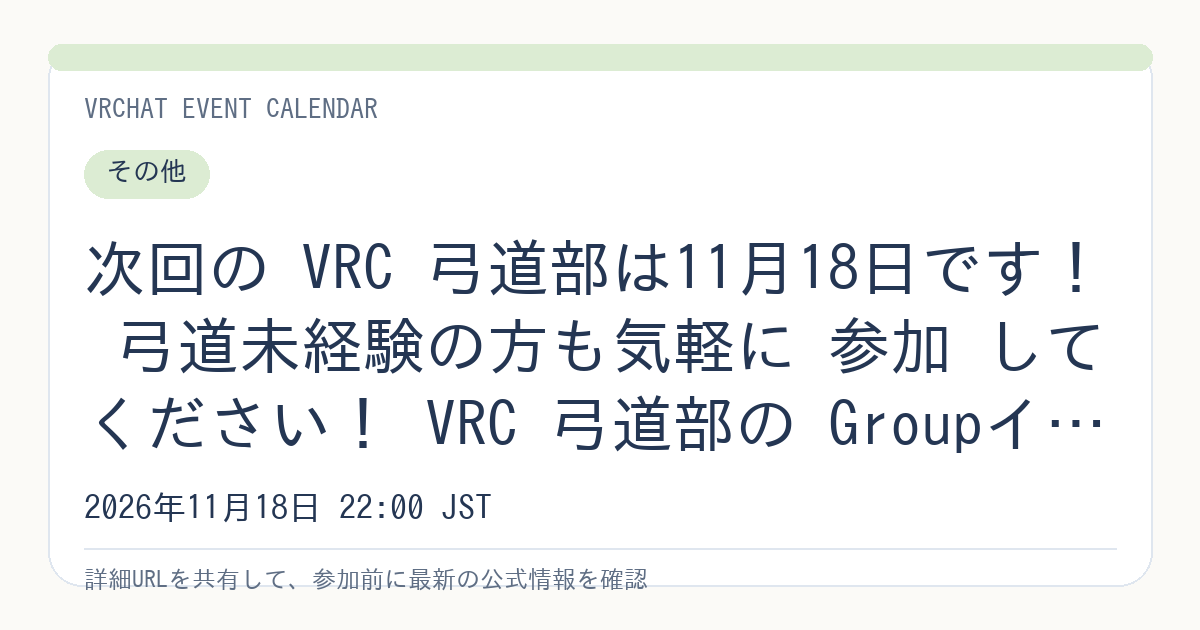 VRCHAT EVENT CALENDAR
その他
次回の VRC 弓道部は11月18日です！
弓道未経験の方も気軽に 参加 して
ください！ VRC 弓道部の Groupイ…
2026年11月18日 22:00 JST
詳細URLを共有して、参加前に最新の公式情報を確認